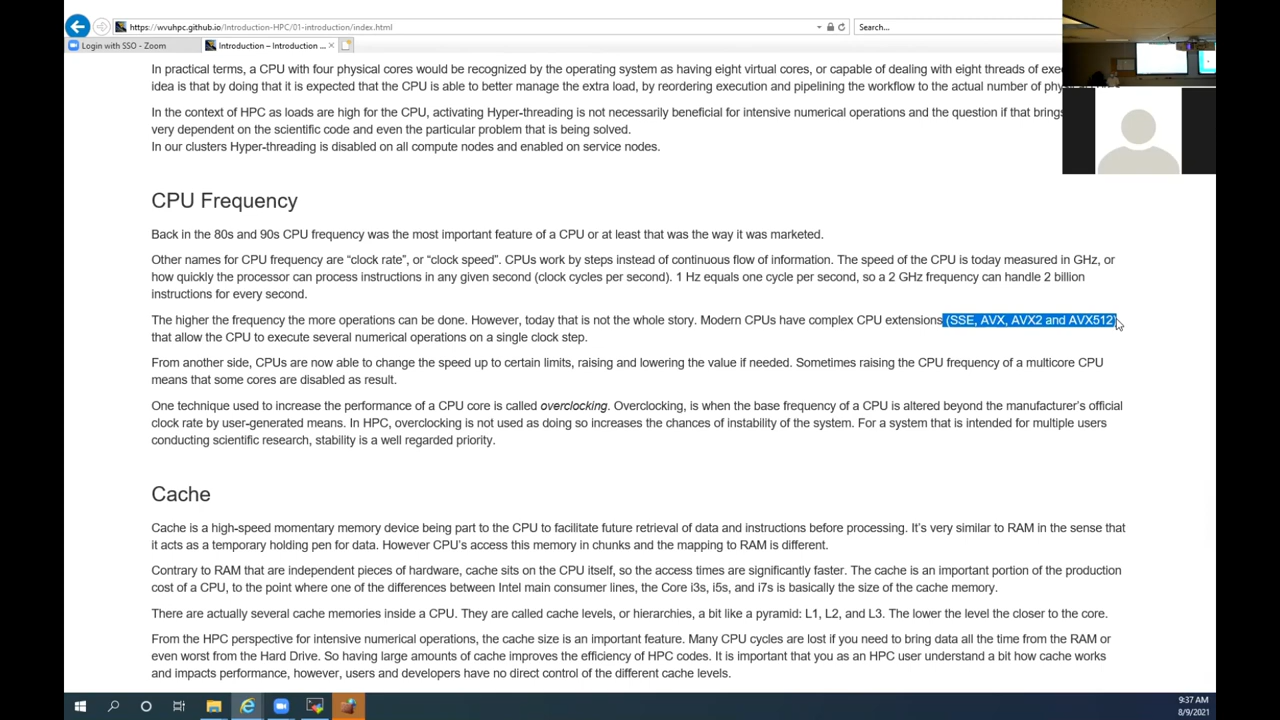 https://wvuhpc.github.io/Introduction-HPC/01-introduction/index.html
Search...
Login with SSO - Zoom
Introduction – Introduction ...
In practical terms, a CPU with four physical cores would be recognized by the operating system as having eight virtual cores, or capable of dealing with eight threads of
idea is that by doing that it is expected that the CPU is able to better manage the extra load, by reordering execution and pipelining the workflow to the actual number of
In the context of HPC as loads are high for the CPU, activating Hyper-threading is not necessarily beneficial for intensive numerical operations and the question if that brings
very dependent on the scientific code and even the particular problem that is being solved.
In our clusters Hyper-threading is disabled on all compute nodes and enabled on service nodes.
CPU Frequency
Back in the 80s and 90s CPU frequency was the most important feature of a CPU or at least that was the way it was marketed.
Other names for CPU frequency are “clock rate”, or “clock speed”. CPUs work by steps instead of continuous flow of information. The speed of the CPU is today measured in GHz, or
how quickly the processor can process instructions in any given second (clock cycles per second). 1 Hz equals one cycle per second, so a 2 GHz frequency can handle 2 billion
instructions for every second.
The higher the frequency the more operations can be done. However, today that is not the whole story. Modern CPUs have complex CPU extensions (SSE, AVX, AVX2 and AVX512)
that allow the CPU to execute several numerical operations on a single clock step.
From another side, CPUs are now able to change the speed up to certain limits, raising and lowering the value if needed. Sometimes raising the CPU frequency of a multicore CPU
means that some cores are disabled as result.
One technique used to increase the performance of a CPU core is called overclocking. Overclocking, is when the base frequency of a CPU is altered beyond the manufacturer’s official
clock rate by user-generated means. In HPC, overclocking is not used as doing so increases the chances of instability of the system. For a system that is intended for multiple users
conducting scientific research, stability is a well regarded priority.
Cache
Cache is a high-speed momentary memory device being part to the CPU to facilitate future retrieval of data and instructions before processing. It’s very similar to RAM in the sense that
it acts as a temporary holding pen for data. However CPU’s access this memory in chunks and the mapping to RAM is different.
Contrary to RAM that are independent pieces of hardware, cache sits on the CPU itself, so the access times are significantly faster. The cache is an important portion of the production
cost of a CPU, to the point where one of the differences between Intel main consumer lines, the Core i3s, i5s, and i7s is basically the size of the cache memory.
There are actually several cache memories inside a CPU. They are called cache levels, or hierarchies, a bit like a pyramid: L1, L2, and L3. The lower the level the closer to the core.
From the HPC perspective for intensive numerical operations, the cache size is an important feature. Many CPU cycles are lost if you need to bring data all the time from the RAM or
even worst from the Hard Drive. So having large amounts of cache improves the efficiency of HPC codes. It is important that you as an HPC user understand a bit how cache works
and impacts performance, however, users and developers have no direct control of the different cache levels.
9:37 AM
8/9/2021